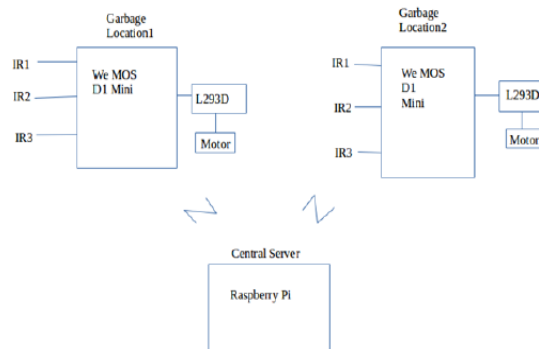 Garbage
Location1
IR1
IR2
IR3
We MOS
D1 Mini
L293D
Motor
Garbage
Location2
IR1
IR2
IR3
We MOS
D1
Mini
L293D
Motor
Central Server
Raspberry Pi